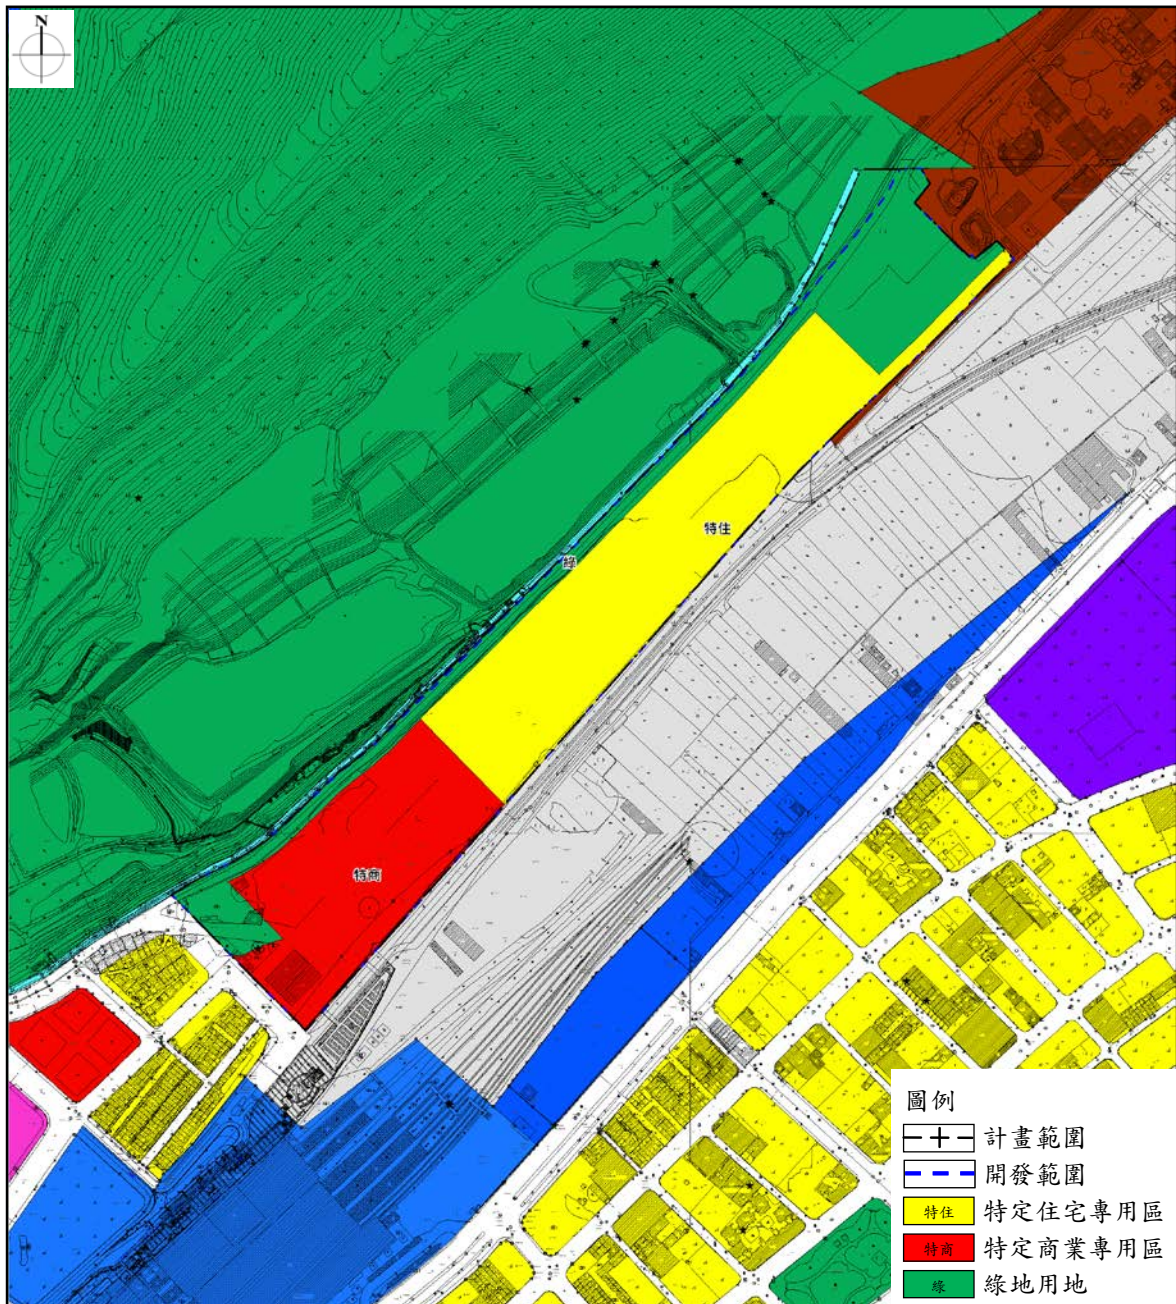 N
特住
綠
特商
圖例
計畫範圍
開發範圍
特住 特定住宅專用區
特商 特定商業專用區
綠 綠地用地